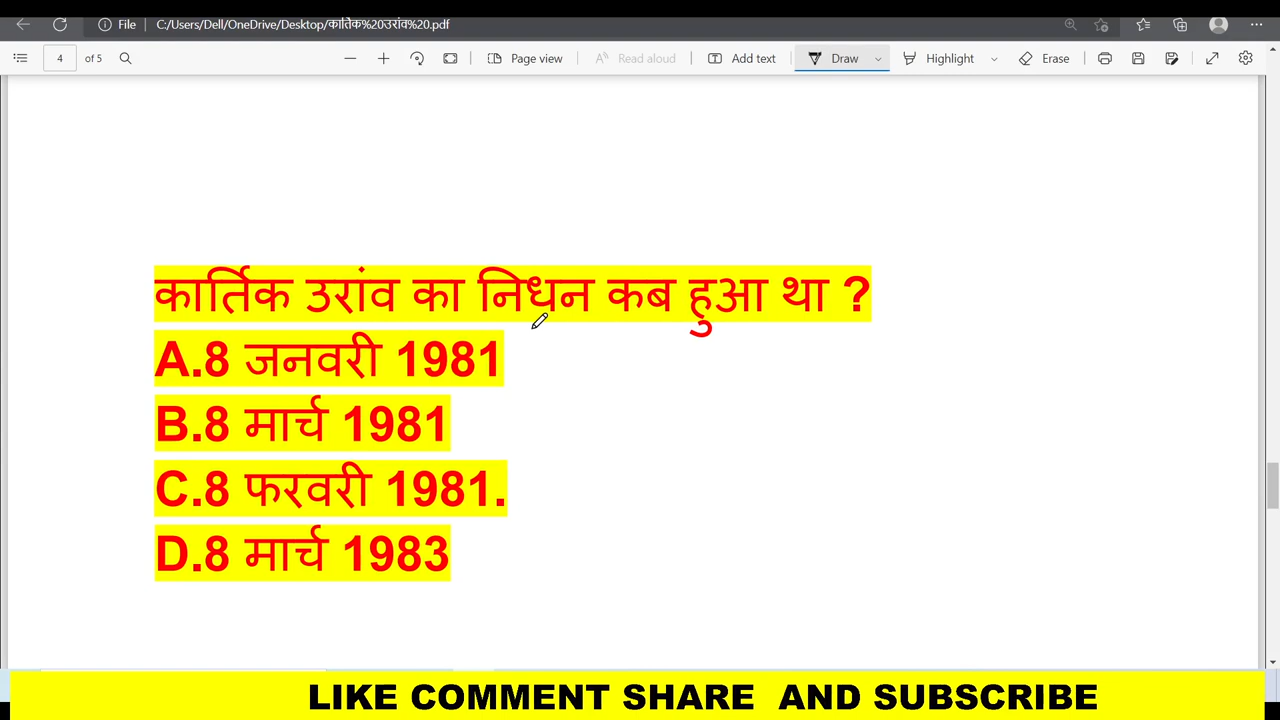 File C:/Users/Dell/OneDrive/Desktop/कार्तिक%20उरांव%20.pdf
4 of 5 Page view Read aloud Add text Draw Highlight Erase
कार्तिक उरांव का निधन कब हुआ था ?
A.8 जनवरी 1981
B.8 मार्च 1981
C.8 फरवरी 1981.
D.8 मार्च 1983
LIKE COMMENT SHARE AND SUBSCRIBE